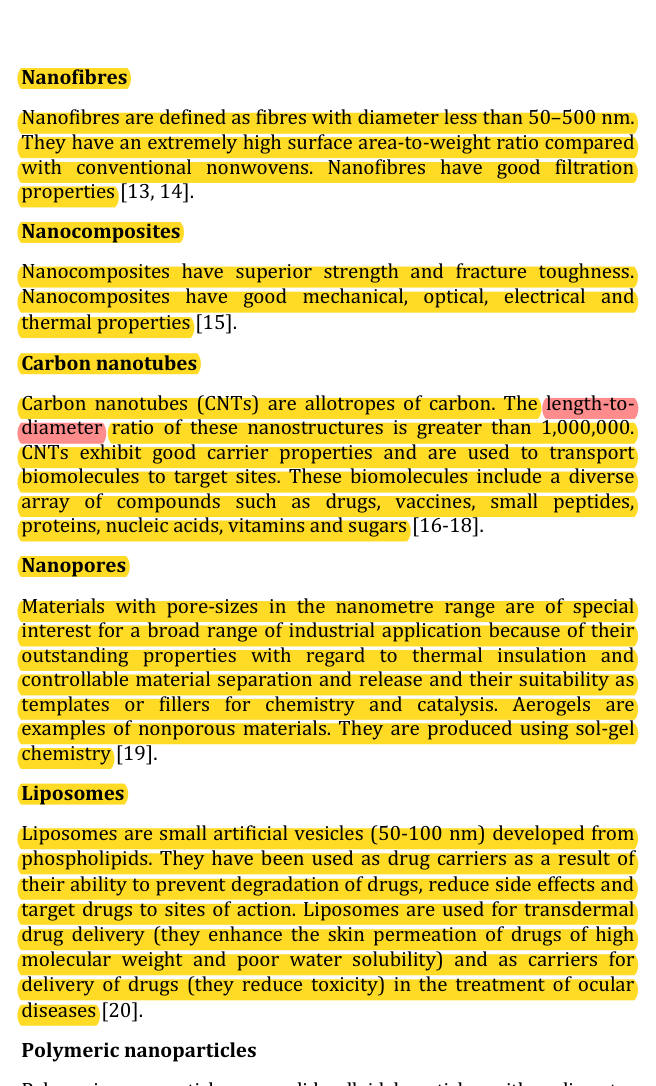 Nanofibres
Nanofibres are defined as fibres with diameter less than 50–500 nm.
They have an extremely high surface area-to-weight ratio compared
with conventional nonwovens. Nanofibres have good filtration
properties [13, 14].
Nanocomposites
Nanocomposites have superior strength and fracture toughness.
Nanocomposites have good mechanical, optical, electrical and
thermal properties [15].
Carbon nanotubes
Carbon nanotubes (CNTs) are allotropes of carbon. The length-to-
diameter ratio of these nanostructures is greater than 1,000,000.
CNTs exhibit good carrier properties and are used to transport
biomolecules to target sites. These biomolecules include a diverse
array of compounds such as drugs, vaccines, small peptides,
proteins, nucleic acids, vitamins and sugars [16-18].
Nanopores
Materials with pore-sizes in the nanometre range are of special
interest for a broad range of industrial application because of their
outstanding properties with regard to thermal insulation and
controllable material separation and release and their suitability as
templates or fillers for chemistry and catalysis. Aerogels are
examples of nonporous materials. They are produced using sol-gel
chemistry [19].
Liposomes
Liposomes are small artificial vesicles (50-100 nm) developed from
phospholipids. They have been used as drug carriers as a result of
their ability to prevent degradation of drugs, reduce side effects and
target drugs to sites of action. Liposomes are used for transdermal
drug delivery (they enhance the skin permeation of drugs of high
molecular weight and poor water solubility) and as carriers for
delivery of drugs (they reduce toxicity) in the treatment of ocular
diseases [20].
Polymeric nanoparticles